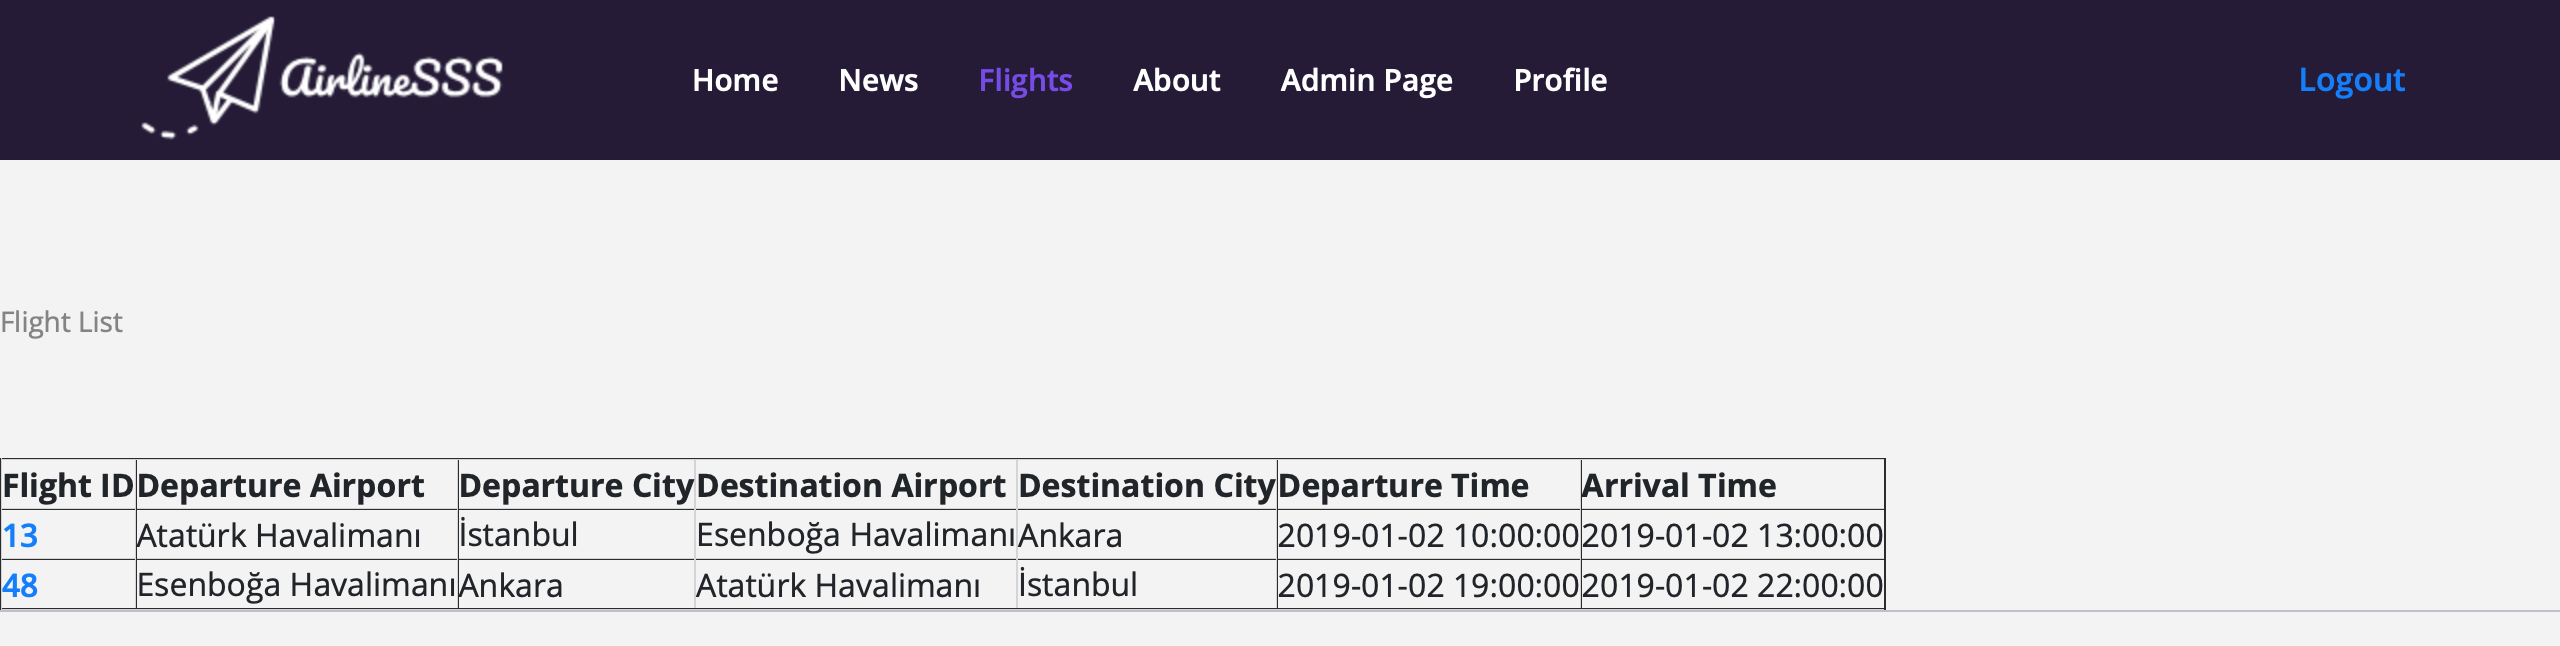 AirlineSSS Home News Flights About Admin Page Profile Logout
Flight List
Flight ID Departure Airport Departure City Destination Airport Destination City Departure Time Arrival Time
13 Atatürk Havalimanı İstanbul Esenboğa Havalimanı Ankara 2019-01-02 10:00:00 2019-01-02 13:00:00
48 Esenboğa Havalimanı Ankara Atatürk Havalimanı İstanbul 2019-01-02 19:00:00 2019-01-02 22:00:00